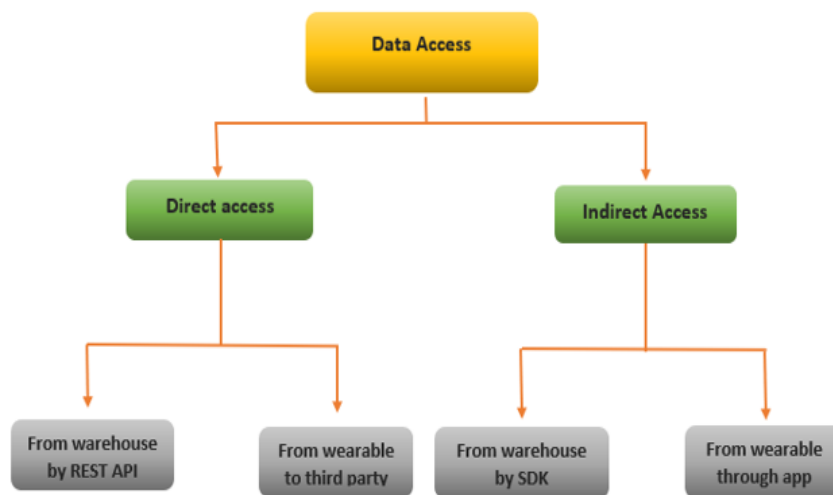 Data Access
Direct access
Indirect Access
From warehouse
by REST API
From wearable
to third party
From warehouse
by SDK
From wearable
through app